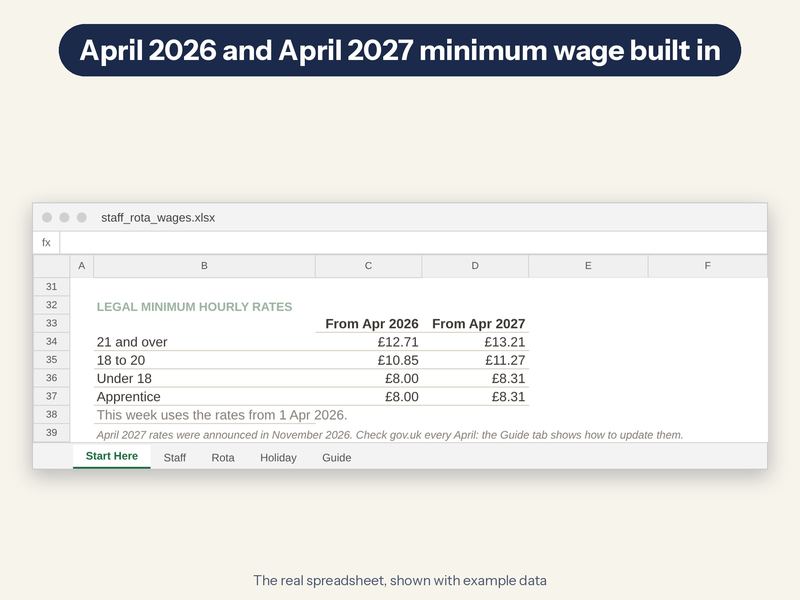 April 2026 and April 2027 minimum wage built in
staff_rota_wages.xlsx
fx
A B C D E F
31
32 LEGAL MINIMUM HOURLY RATES
33 From Apr 2026 From Apr 2027
34 21 and over £12.71 £13.21
35 18 to 20 £10.85 £11.27
36 Under 18 £8.00 £8.31
37 Apprentice £8.00 £8.31
38 This week uses the rates from 1 Apr 2026.
39 April 2027 rates were announced in November 2026. Check gov.uk every April: the Guide tab shows how to update them.
Start Here Staff Rota Holiday Guide
The real spreadsheet, shown with example data